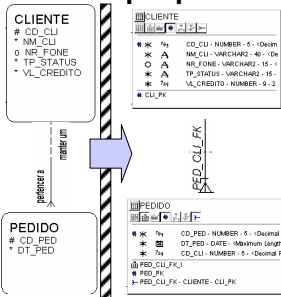 CLIENTE
# CD_CLI
* NM_CLI
o NR_FONE
* TP_STATUS
* VL_CREDITO
pertencer a
manter um
PEDIDO
# CD_PED
* DT_PED
CLIENTE
CD_CLI - NUMBER - 5 - <Decim
NM_CLI - VARCHAR2 - 40 - <De
NR_FONE - VARCHAR2 - 15 - <
TP_STATUS - VARCHAR2 - 15 -
VL_CREDITO - NUMBER - 9 - 2
CLI_PK
PED_CLI_FK
PEDIDO
CD_PED - NUMBER - 5 - <Decimal
DT_PED - DATE - <Maximum Length
CD_CLI - NUMBER - 5 - <Decimal F
PED_CLI_FK_I
PED_PK
PED_CLI_FK - CLIENTE - CLI_PK